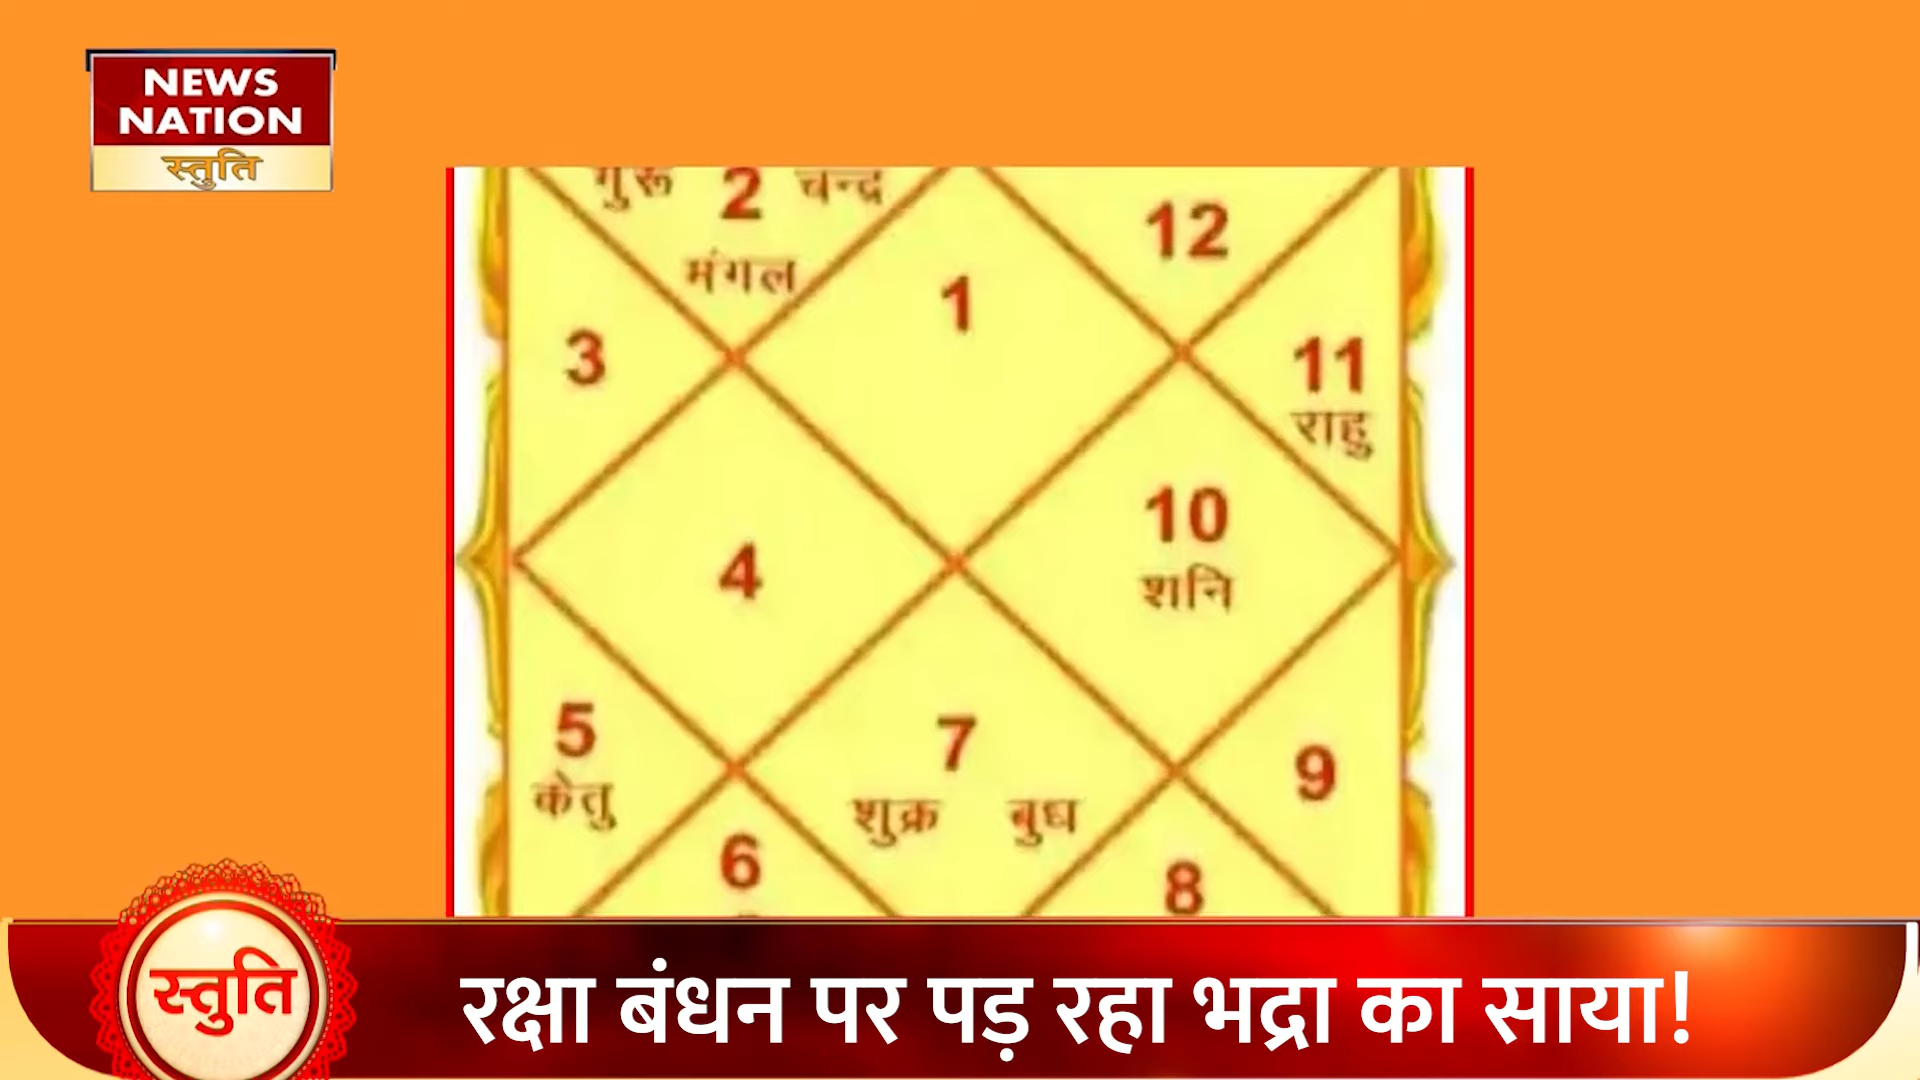 NEWS
NATION
स्तुति
गुरू 2 चन्द्र
मंगल
12
1
3
11
राहु
10
शनि
4
5
केतु
7
शुक्र बुध
9
6
8
स्तुति
रक्षा बंधन पर पड़ रहा भद्रा का साया!